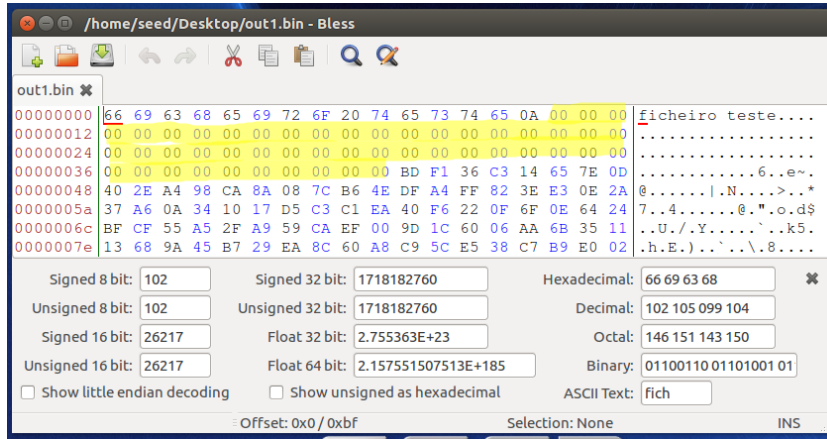 /home/seed/Desktop/out1.bin - Bless
out1.bin
00000000 66 69 63 68 65 69 72 6F 20 74 65 73 74 65 0A 00 00 00 ficheiro teste....
00000012 00 00 00 00 00 00 00 00 00 00 00 00 00 00 00 00 00 00 ..................
00000024 00 00 00 00 00 00 00 00 00 00 00 00 00 00 00 00 00 00 ..................
00000036 00 00 00 00 00 00 00 00 00 00 BD F1 36 C3 14 65 7E 0D ............6..e~.
00000048 40 2E A4 98 CA 8A 08 7C B6 4E DF A4 FF 82 3E E3 0E 2A @......|.N....>..*
0000005a 37 A6 0A 34 10 17 D5 C3 C1 EA 40 F6 22 0F 6F 0E 64 24 7..4......@.".o.d$
0000006c BF CF 55 A5 2F A9 59 CA EF 00 9D 1C 60 06 AA 6B 35 11 ..U./.Y.....`..k5.
0000007e 13 68 9A 45 B7 29 EA 8C 60 A8 C9 5C E5 38 C7 B9 E0 02 .h.E.)..`..\.8....
Signed 8 bit: 102 Signed 32 bit: 1718182760 Hexadecimal: 66 69 63 68
Unsigned 8 bit: 102 Unsigned 32 bit: 1718182760 Decimal: 102 105 099 104
Signed 16 bit: 26217 Float 32 bit: 2.755363E+23 Octal: 146 151 143 150
Unsigned 16 bit: 26217 Float 64 bit: 2.157551507513E+185 Binary: 01100110 01101001 01
Show little endian decoding Show unsigned as hexadecimal ASCII Text: fich
Offset: 0x0 / 0xbf Selection: None INS